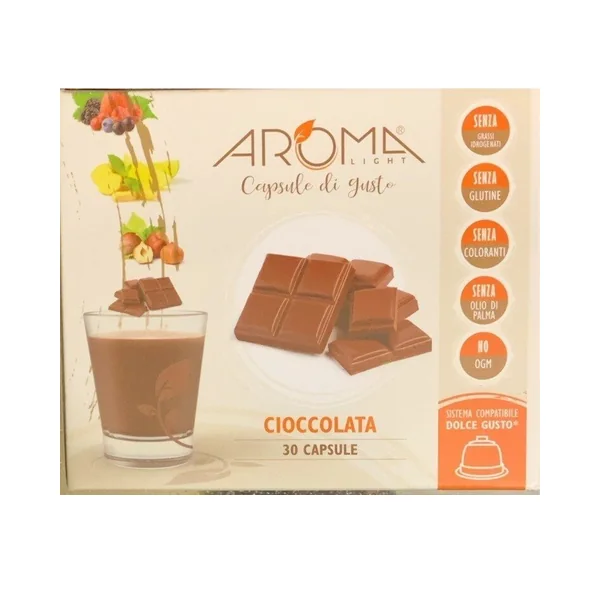 AROMA®
LIGHT
Capsule di gusto
CIOCCOLATA
30 CAPSULE
SENZA
GRASSI
IDROGENATI
SENZA
GLUTINE
SENZA
COLORANTI
SENZA
OLIO DI
PALMA
NO
OGM
SISTEMA COMPATIBILE
DOLCE GUSTO®